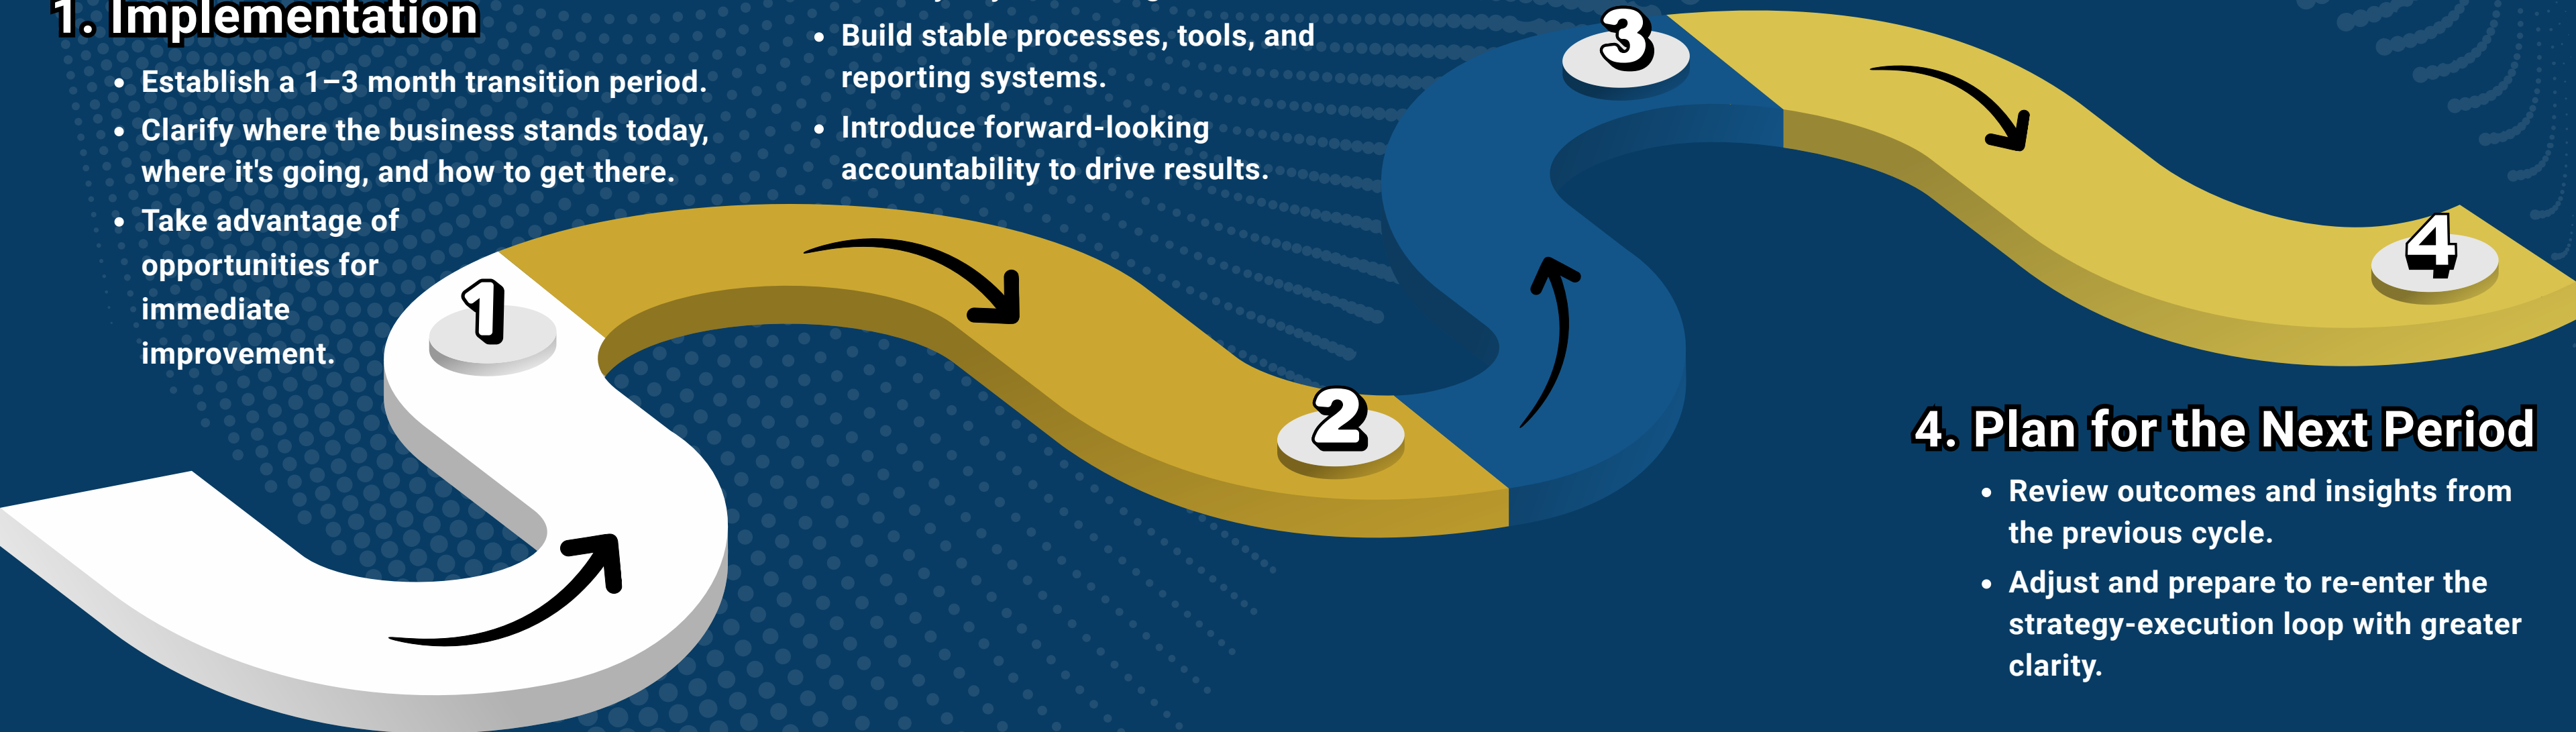 1. Implementation
• Establish a 1–3 month transition period.
• Clarify where the business stands today,
where it's going, and how to get there.
• Take advantage of
opportunities for
immediate
improvement.
• Build stable processes, tools, and
reporting systems.
• Introduce forward-looking
accountability to drive results.
1
2
3
4
4. Plan for the Next Period
• Review outcomes and insights from
the previous cycle.
• Adjust and prepare to re-enter the
strategy-execution loop with greater
clarity.